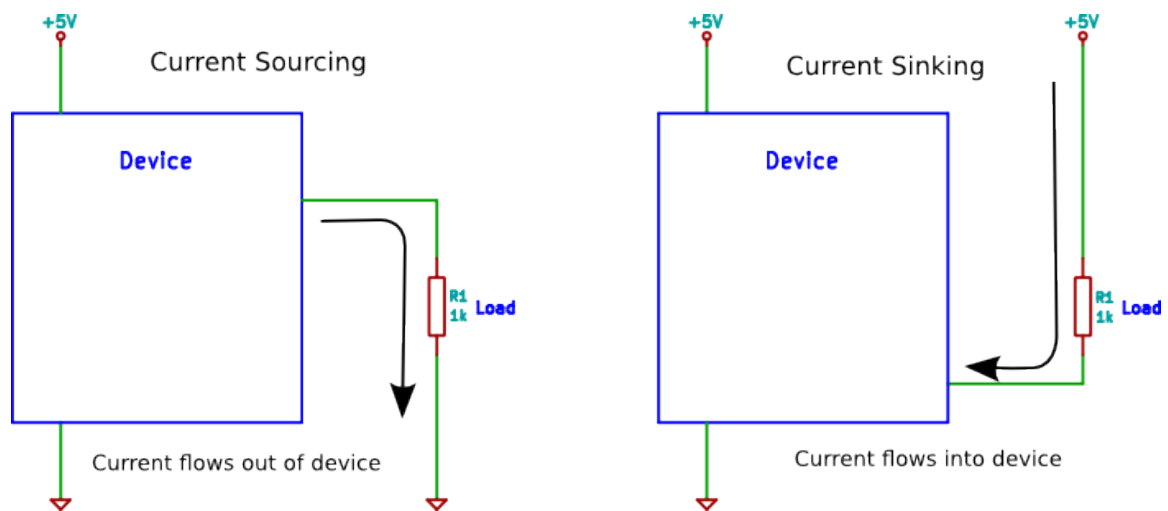 +5V
Current Sourcing
Device
R1
1k
Load
Current flows out of device
+5V
+5V
Current Sinking
Device
R1
1k
Load
Current flows into device